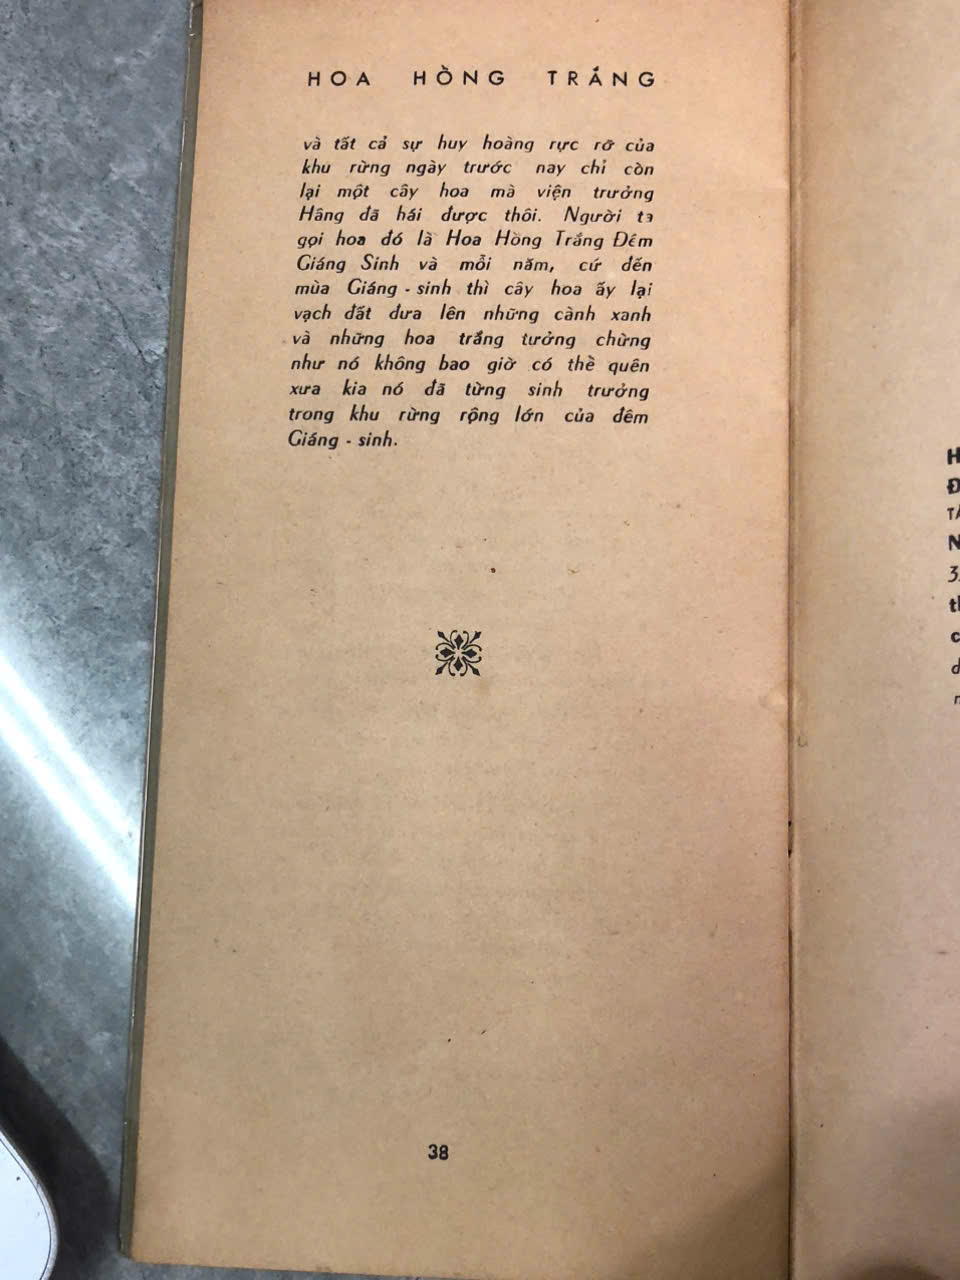 HOA HỒNG TRẮNG
và tất cả sự huy hoàng rực rỡ của
khu rừng ngày trước nay chỉ còn
lại một cây hoa mà viện trưởng
Hăng đã hái được thôi. Người ta
gọi hoa đó là Hoa Hồng Trắng Đêm
Giáng Sinh và mỗi năm, cứ đến
mùa Giáng - sinh thì cây hoa ấy lại
vạch đất đưa lên những cành xanh
và những hoa trắng tưởng chừng
như nó không bao giờ có thể quên
xưa kia nó đã từng sinh trưởng
trong khu rừng rộng lớn của đêm
Giáng - sinh.
38